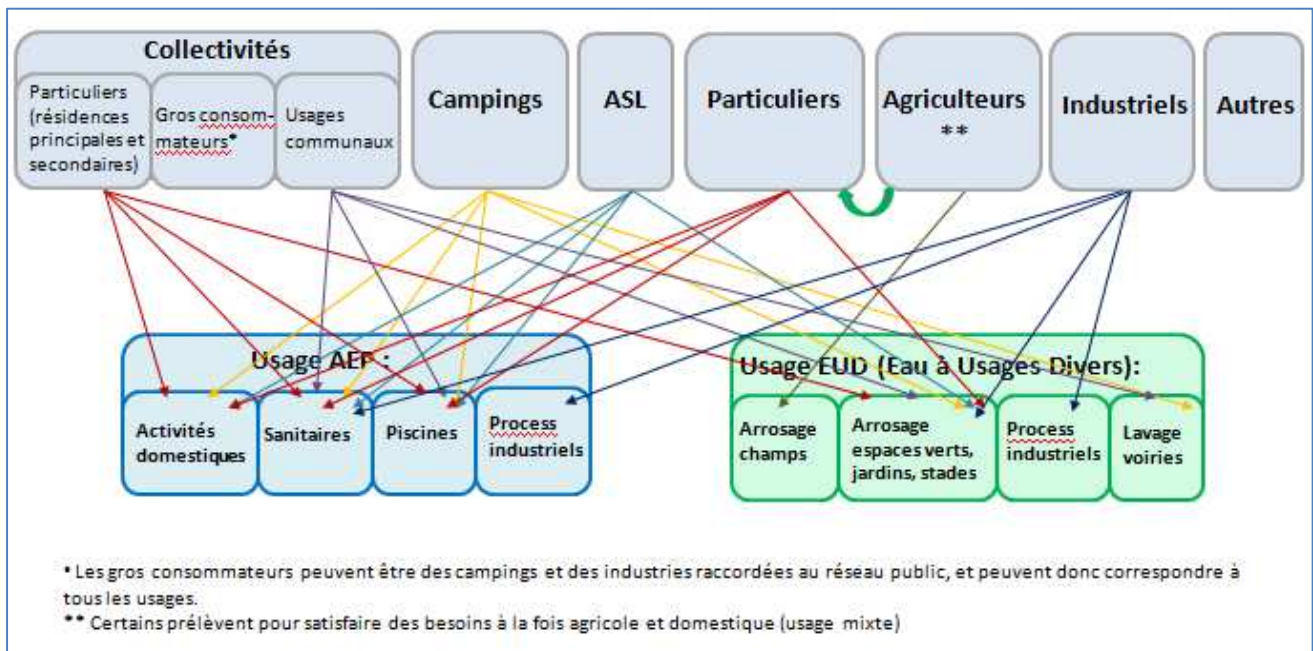 Collectivités
Particuliers
(résidences
principales et
secondaires)
Gros consom-
mateurs*
Usages
communaux
Campings
ASL
Particuliers
Agriculteurs
**
Industriels
Autres
Usage AEP :
Activités
domestiques
Sanitaires
Piscines
Process
industriels
Usage EUD (Eau à Usages Divers):
Arrosage
champs
Arrosage
espaces verts,
jardins, stades
Process
industriels
Lavage
voiries
* Les gros consommateurs peuvent être des campings et des industries raccordées au réseau public, et peuvent donc correspondre à
tous les usages.
** Certains prélèvent pour satisfaire des besoins à la fois agricole et domestique (usage mixte)